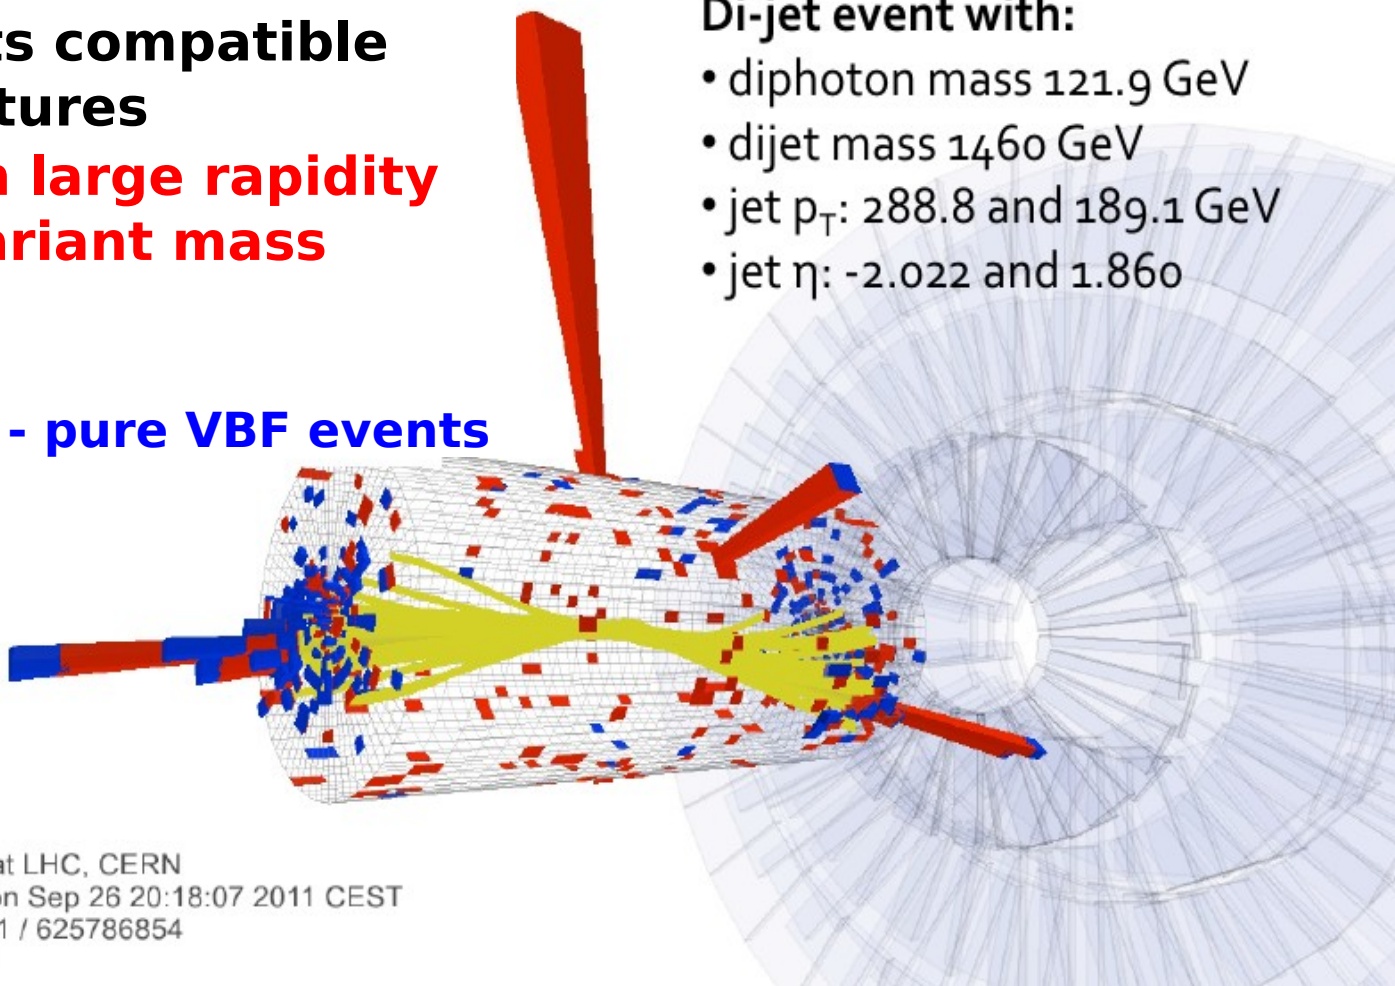 ts compatible
tures
n large rapidity
ariant mass
- pure VBF events
Di-jet event with:
• diphoton mass 121.9 GeV
• dijet mass 1460 GeV
• jet pT: 288.8 and 189.1 GeV
• jet η: -2.022 and 1.860
at LHC, CERN
on Sep 26 20:18:07 2011 CEST
1 / 625786854